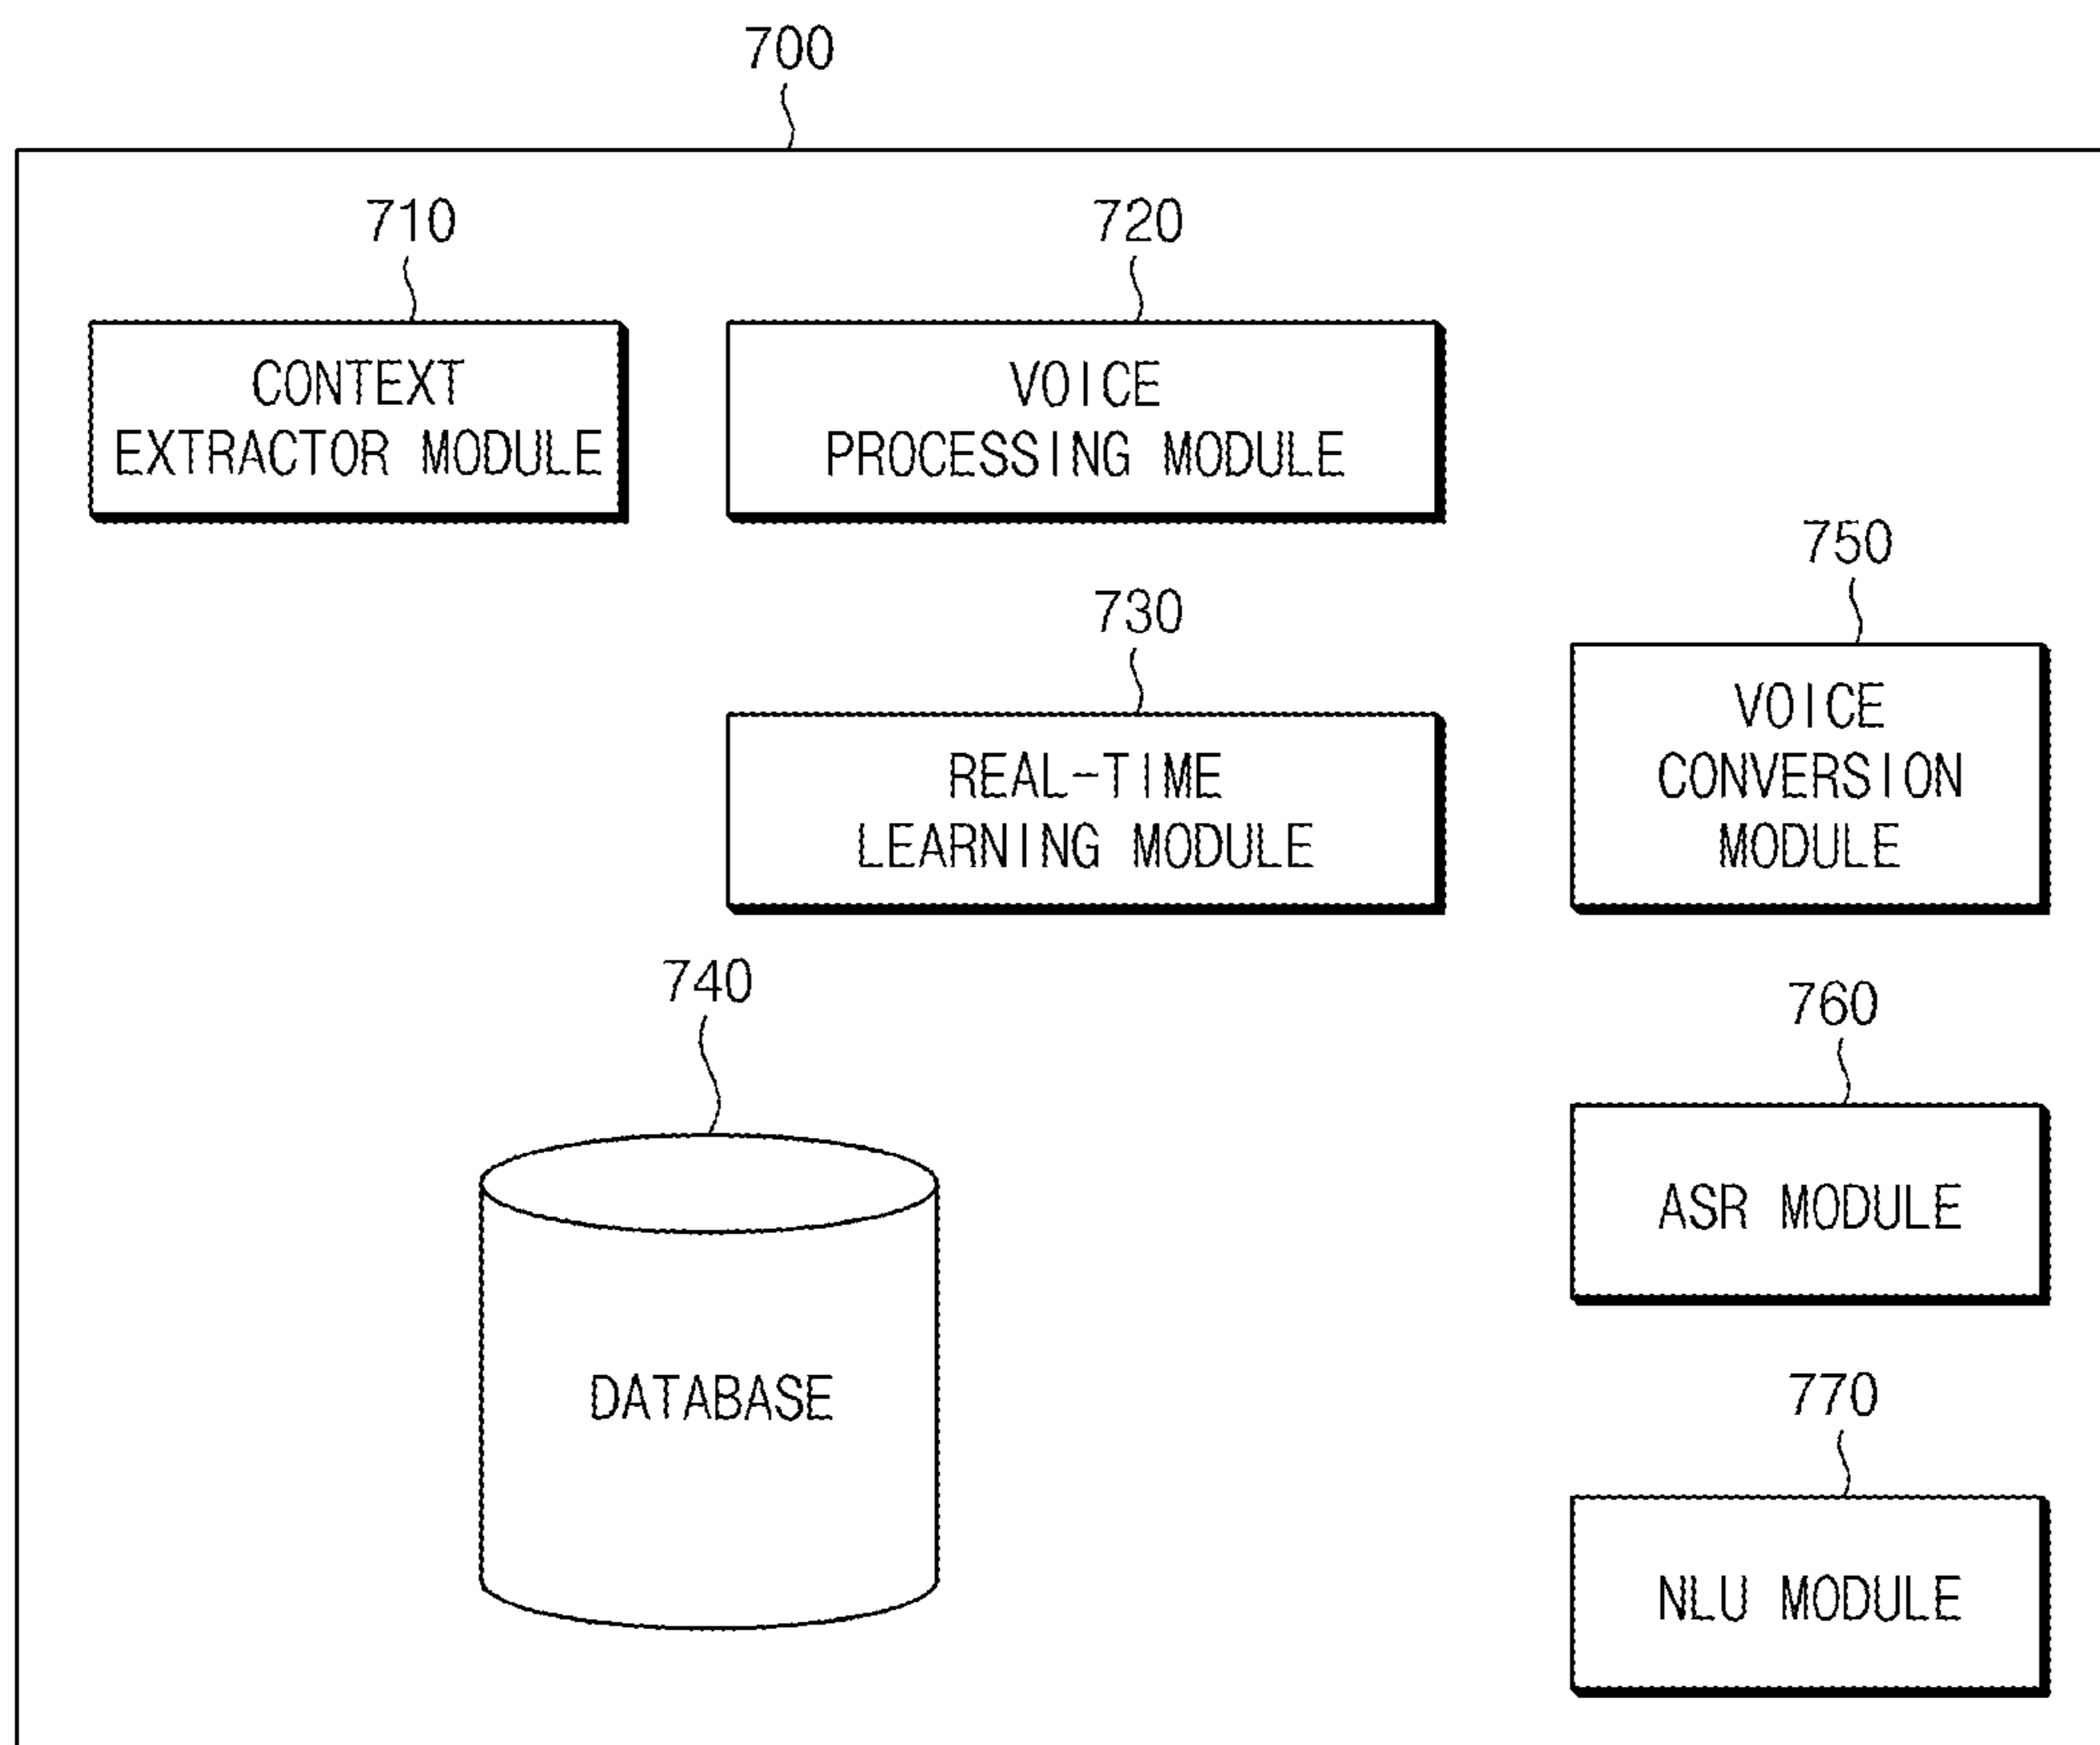 700
710
CONTEXT
EXTRACTOR MODULE
720
VOICE
PROCESSING MODULE
730
REAL-TIME
LEARNING MODULE
750
VOICE
CONVERSION
MODULE
740
DATABASE
760
ASR MODULE
770
NLU MODULE